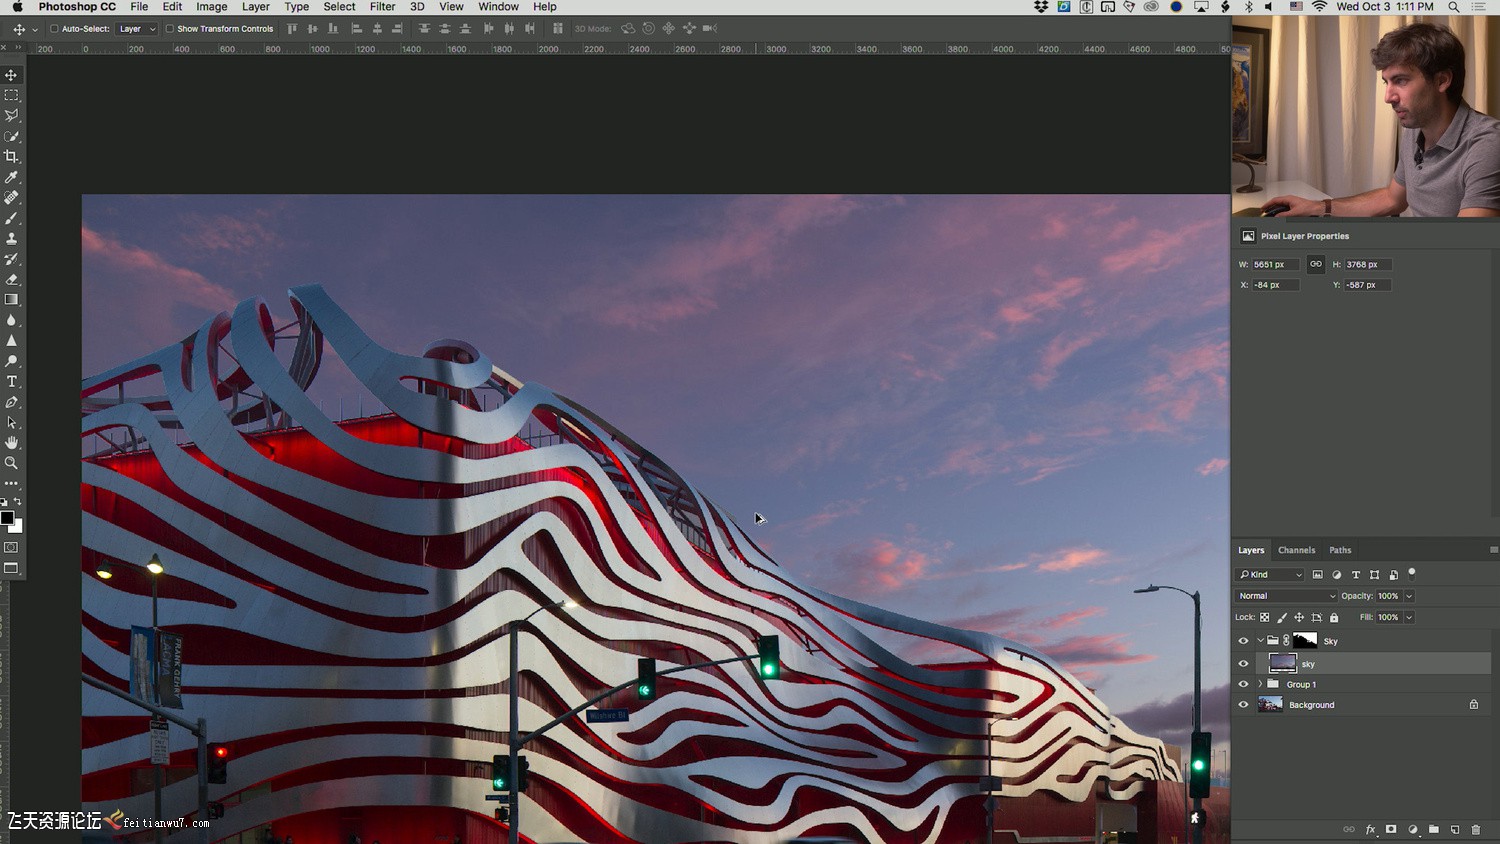 Photoshop CC File Edit Image Layer Type Select Filter 3D View Window Help
Wed Oct 3 1:11 PM
Auto-Select: Layer Show Transform Controls
3D Mode:
200 0 200 400 600 800 1000 1200 1400 1600 1800 2000 2200 2400 2600 2800 3000 3200 3400 3600 3800 4000 4200 4400 4600 4800
Pixel Layer Properties
W: 5651 px H: 3768 px
X: -84 px Y: -587 px
Layers Channels Paths
Kind
Normal Opacity: 100%
Lock: Fill: 100%
Sky
sky
Group 1
Background
FRANK GEHRY
LACMA
Wilshire Bl
飞天资源论坛 feitianwu7.com